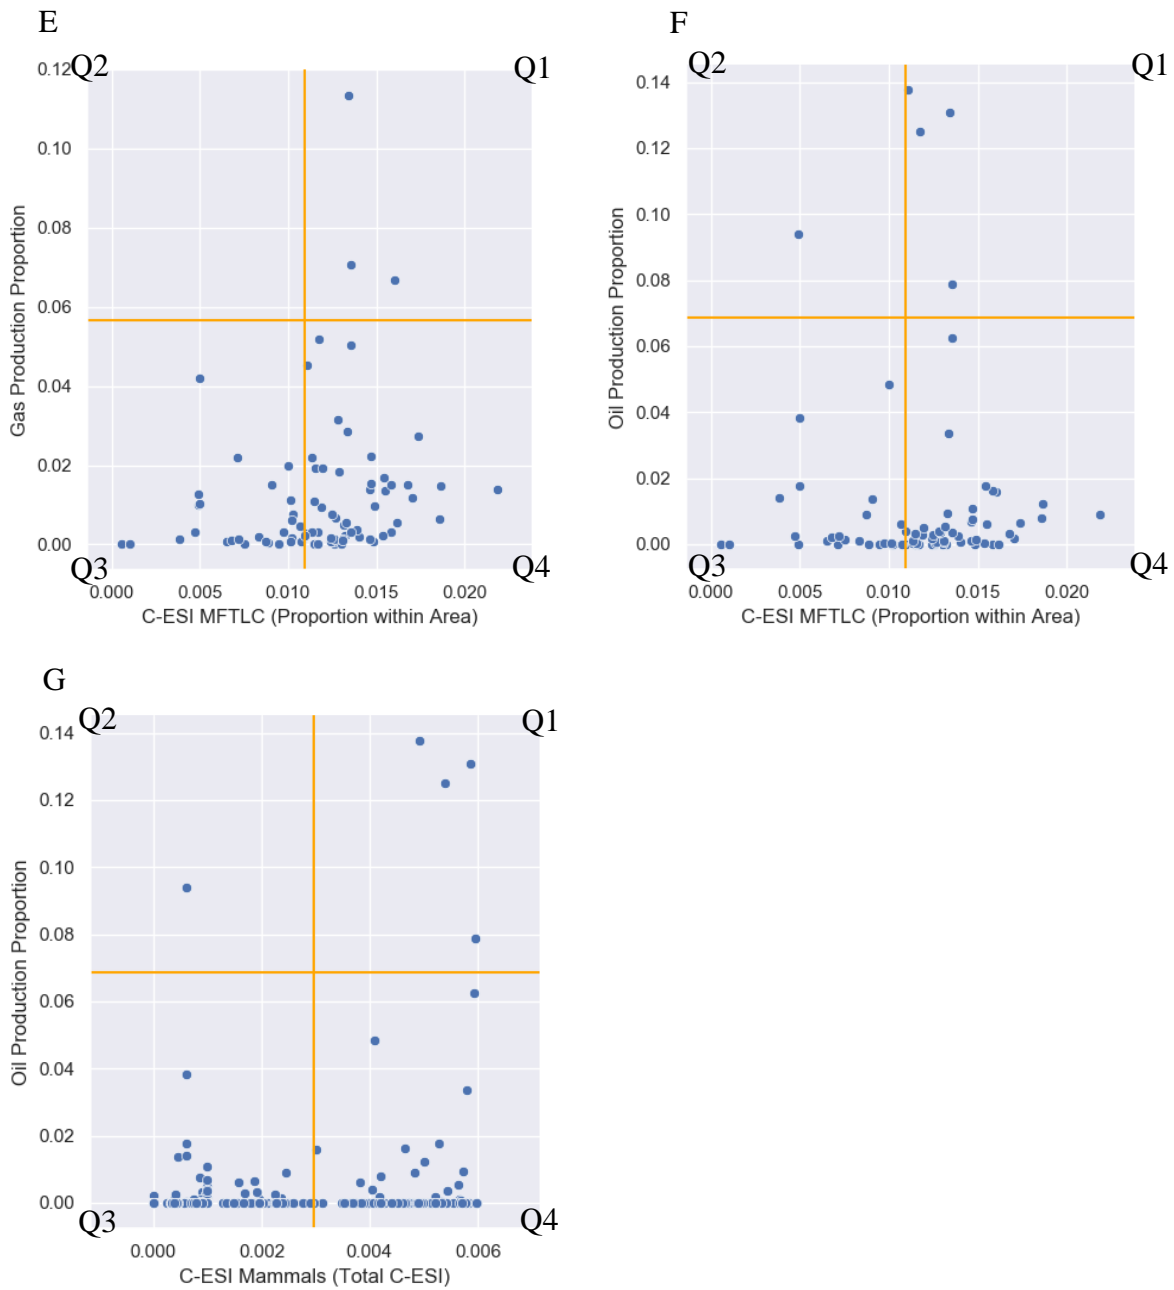 E
Q2
Q1
0.12
0.10
0.08
0.06
0.04
0.02
0.00
Gas Production Proportion
Q3
Q4
0.000
0.005
0.010
0.015
0.020
C-ESI MFTLC (Proportion within Area)
F
Q2
Q1
0.14
0.12
0.10
0.08
0.06
0.04
0.02
0.00
Oil Production Proportion
Q3
Q4
0.000
0.005
0.010
0.015
0.020
C-ESI MFTLC (Proportion within Area)
G
Q2
Q1
0.14
0.12
0.10
0.08
0.06
0.04
0.02
0.00
Oil Production Proportion
Q3
Q4
0.000
0.002
0.004
0.006
C-ESI Mammals (Total C-ESI)